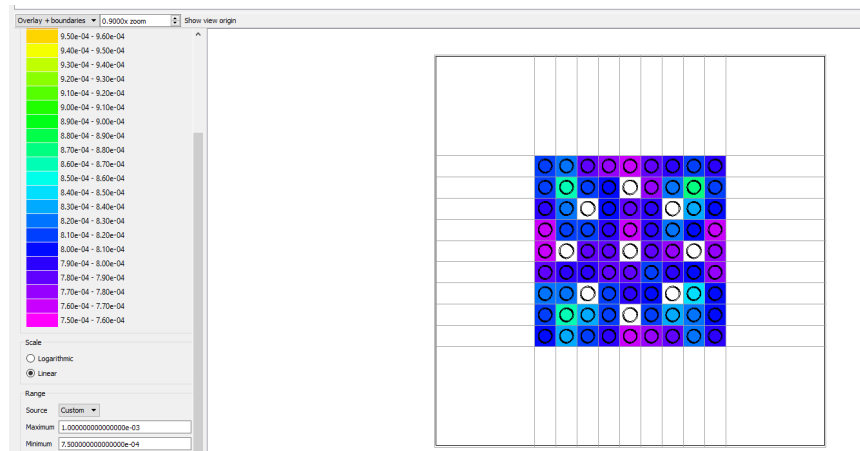 Overlay + boundaries 0.9000x zoom Show view origin
9.50e-04 - 9.60e-04
9.40e-04 - 9.50e-04
9.30e-04 - 9.40e-04
9.20e-04 - 9.30e-04
9.10e-04 - 9.20e-04
9.00e-04 - 9.10e-04
8.90e-04 - 9.00e-04
8.80e-04 - 8.90e-04
8.70e-04 - 8.80e-04
8.60e-04 - 8.70e-04
8.50e-04 - 8.60e-04
8.40e-04 - 8.50e-04
8.30e-04 - 8.40e-04
8.20e-04 - 8.30e-04
8.10e-04 - 8.20e-04
8.00e-04 - 8.10e-04
7.90e-04 - 8.00e-04
7.80e-04 - 7.90e-04
7.70e-04 - 7.80e-04
7.60e-04 - 7.70e-04
7.50e-04 - 7.60e-04
Scale
Logarithmic
Linear
Range
Source Custom
Maximum 1.000000000000000e-03
Minimum 7.500000000000000e-04